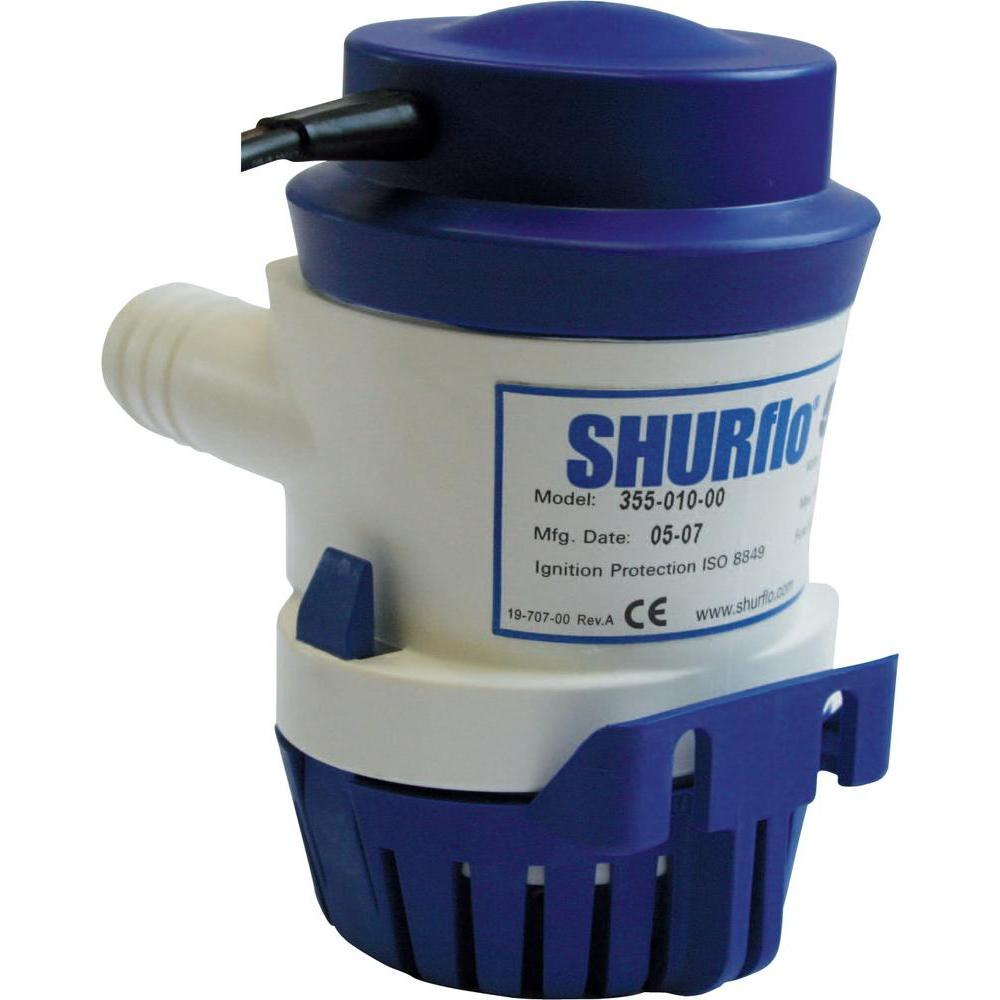 SHURflo®
Model: 355-010-00
Mfg. Date: 05-07
Ignition Protection ISO 8849
19-707-00 Rev.A CE www.shurflo.com